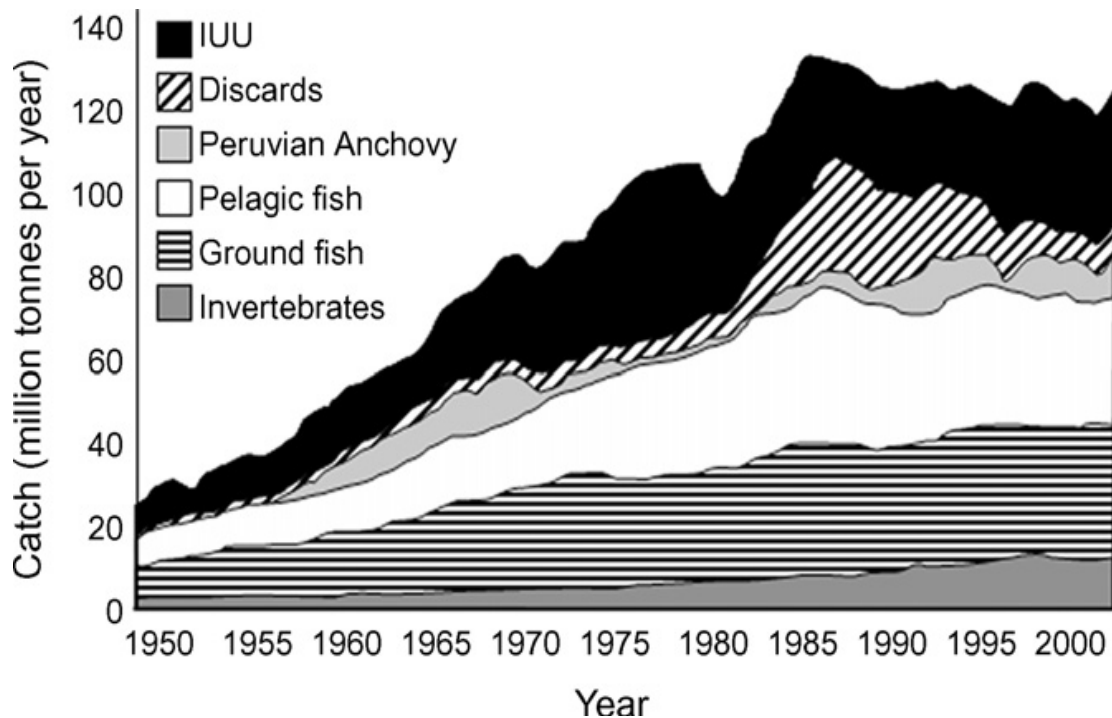 140
120
100
80
60
40
20
0
Catch (million tonnes per year)
IUU
Discards
Peruvian Anchovy
Pelagic fish
Ground fish
Invertebrates
1950 1955 1960 1965 1970 1975 1980 1985 1990 1995 2000
Year